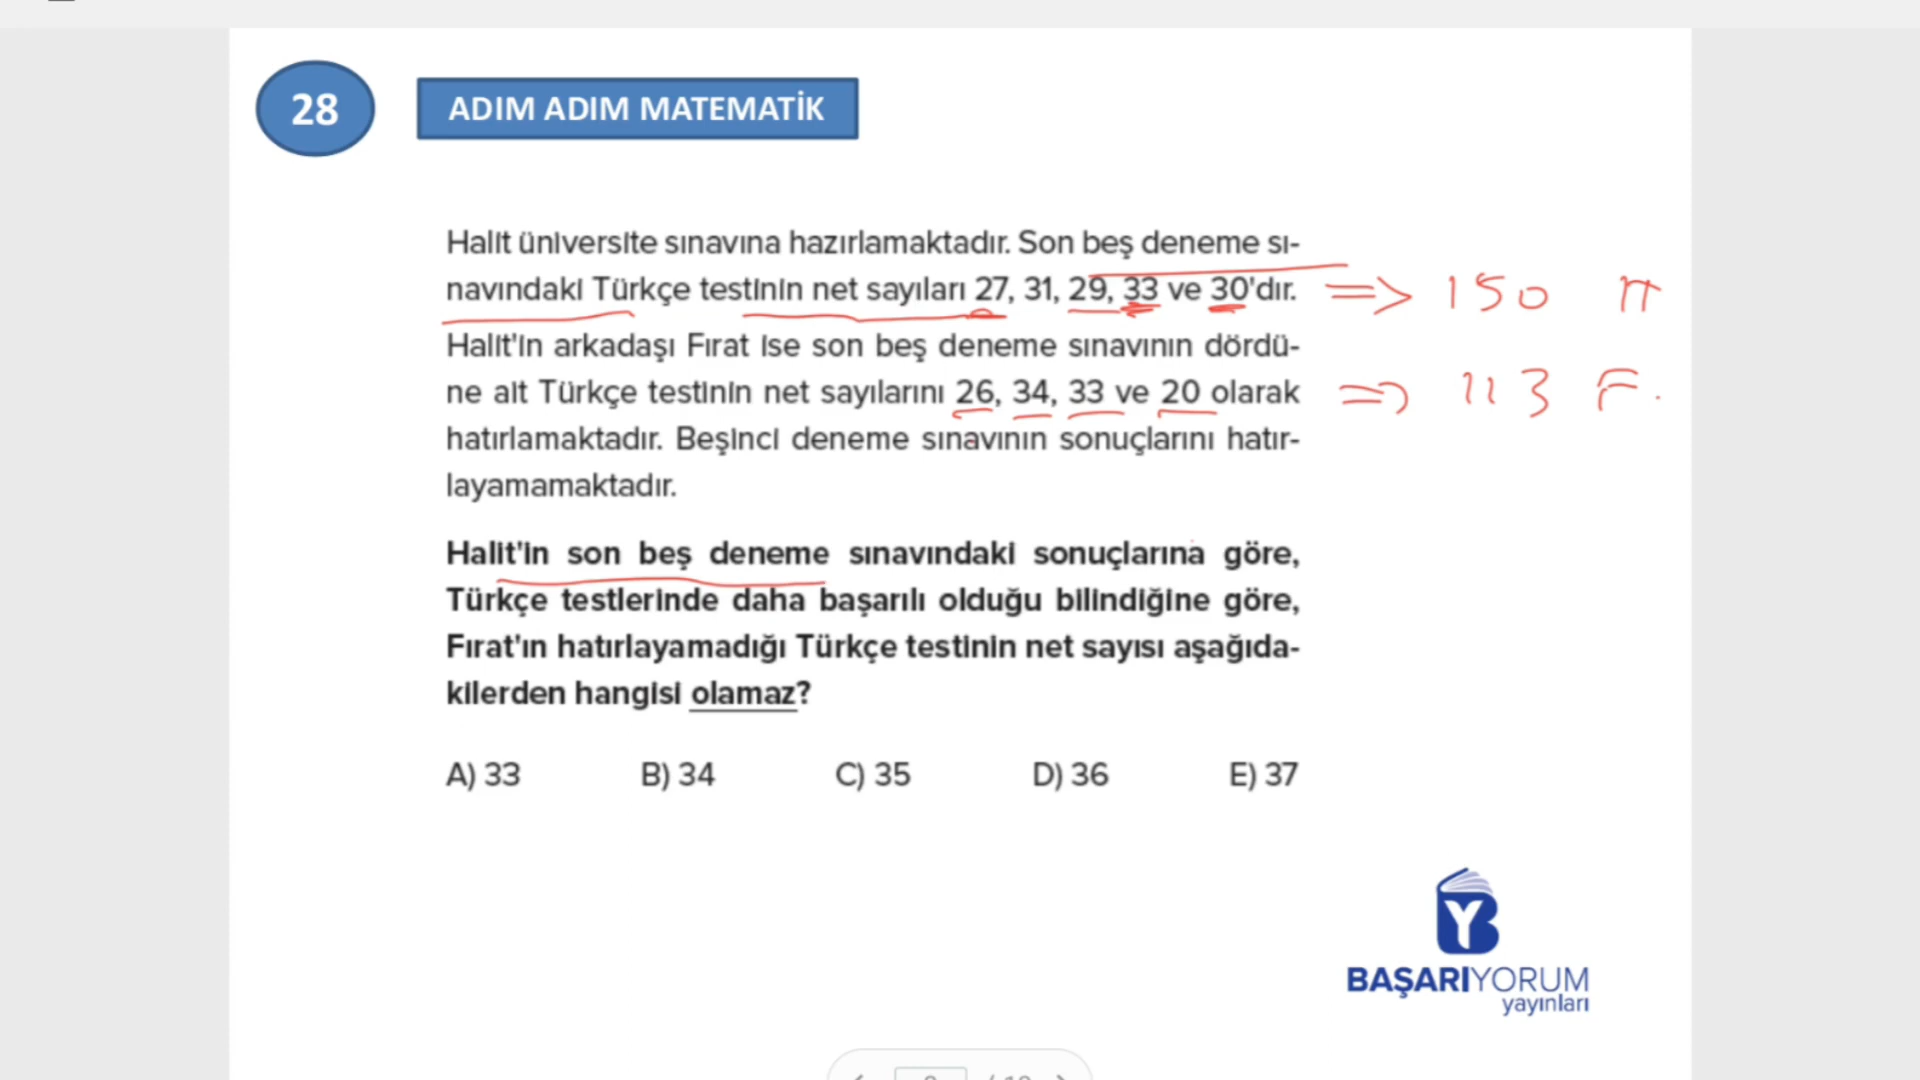 28
ADIM ADIM MATEMATİK
Halit üniversite sınavına hazırlamaktadır. Son beş deneme sı-
navındaki Türkçe testinin net sayıları 27, 31, 29, 33 ve 30'dır.
=> 150 H
Halit'in arkadaşı Fırat ise son beş deneme sınavının dördü-
ne ait Türkçe testinin net sayılarını 26, 34, 33 ve 20 olarak
=> 113 F.
hatırlamaktadır. Beşinci deneme sınavının sonuçlarını hatır-
layamamaktadır.
Halit'in son beş deneme sınavındaki sonuçlarına göre,
Türkçe testlerinde daha başarılı olduğu bilindiğine göre,
Fırat'ın hatırlayamadığı Türkçe testinin net sayısı aşağıda-
kilerden hangisi olamaz?
A) 33 B) 34 C) 35 D) 36 E) 37
BAŞARIYORUM
yayınları